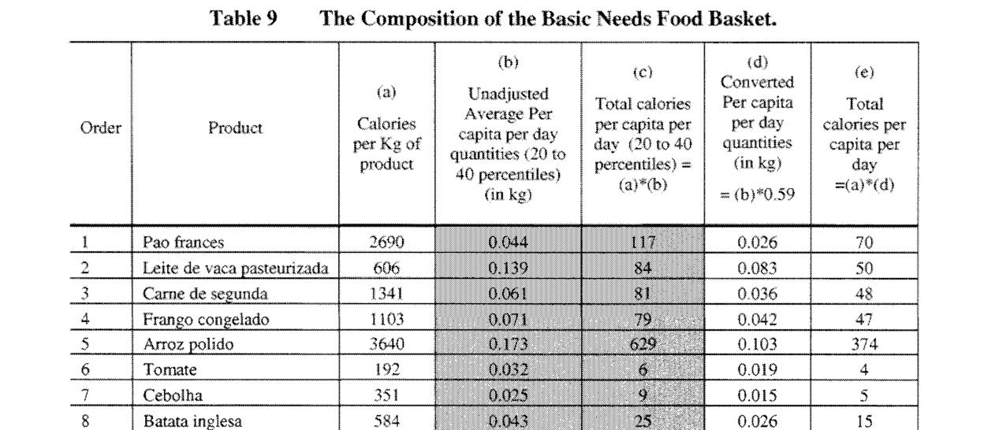 Table 9 The Composition of the Basic Needs Food Basket.
Order Product (a) Calories per Kg of product (b) Unadjusted Average Per capita per day quantities (20 to 40 percentiles) (in kg) (c) Total calories per capita per day (20 to 40 percentiles) = (a)*(b) (d) Converted Per capita per day quantities (in kg) = (b)*0.59 (e) Total calories per capita per day =(a)*(d)
1 Pao frances 2690 0.044 117 0.026 70
2 Leite de vaca pasteurizada 606 0.139 84 0.083 50
3 Carne de segunda 1341 0.061 81 0.036 48
4 Frango congelado 1103 0.071 79 0.042 47
5 Arroz polido 3640 0.173 629 0.103 374
6 Tomate 192 0.032 6 0.019 4
7 Cebolha 351 0.025 9 0.015 5
8 Batata inglesa 584 0.043 25 0.026 15